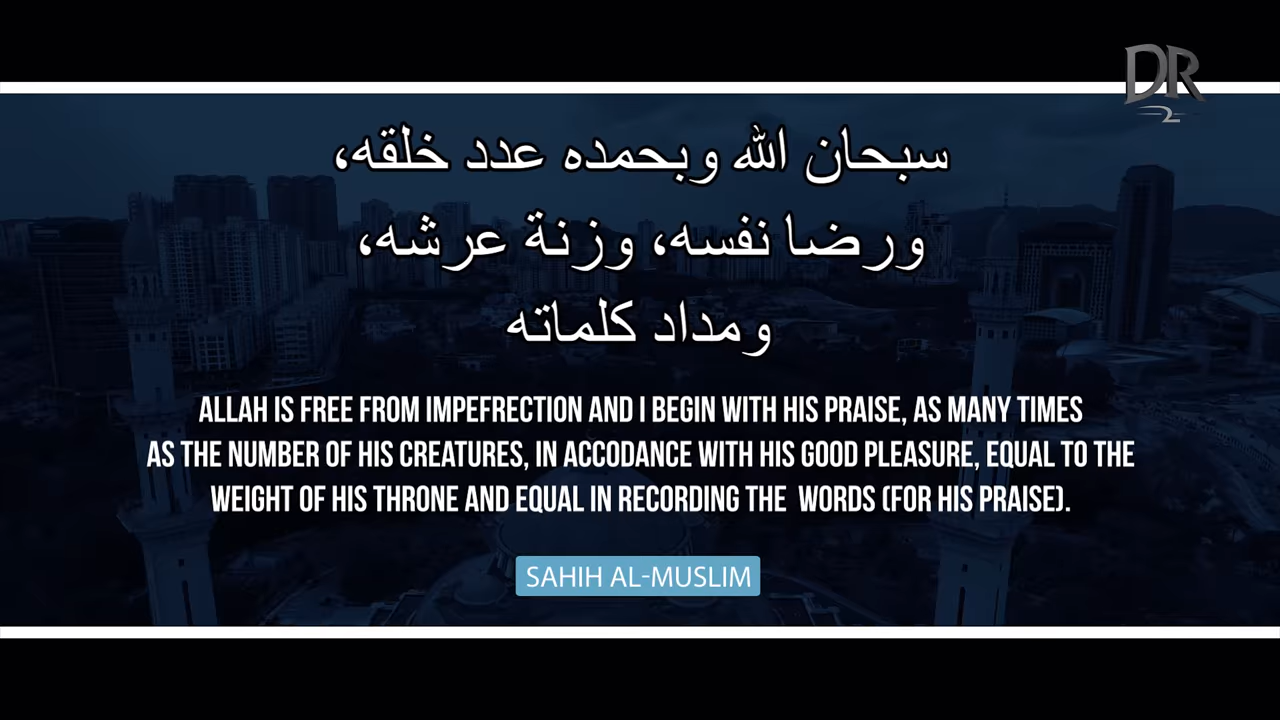 DR
2
سبحان الله وبحمده عدد خلقه،
ورضا نفسه، وزنة عرشه،
ومداد كلماته
ALLAH IS FREE FROM IMPEFRECTION AND I BEGIN WITH HIS PRAISE, AS MANY TIMES
AS THE NUMBER OF HIS CREATURES, IN ACCODANCE WITH HIS GOOD PLEASURE, EQUAL TO THE
WEIGHT OF HIS THRONE AND EQUAL IN RECORDING THE WORDS (FOR HIS PRAISE).
SAHIH AL-MUSLIM